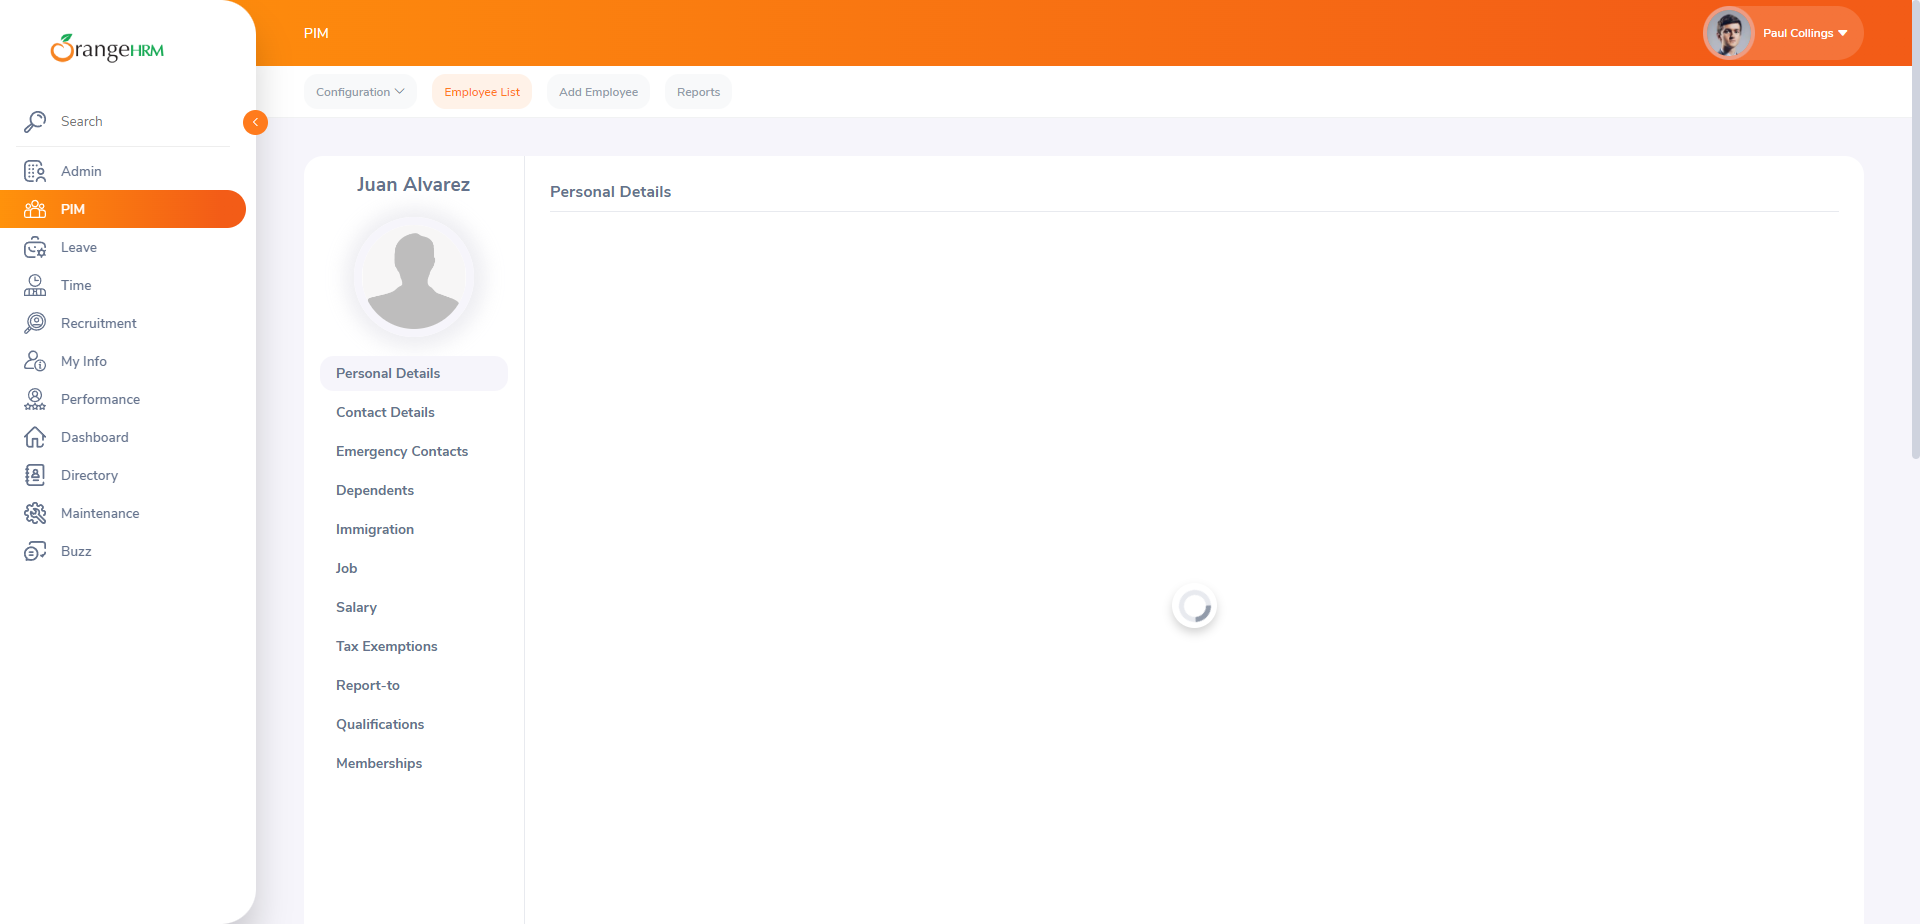 OrangeHRM
Search
Admin
PIM
Leave
Time
Recruitment
My Info
Performance
Dashboard
Directory
Maintenance
Buzz
PIM
Paul Collings
Configuration
Employee List
Add Employee
Reports
Juan Alvarez
Personal Details
Contact Details
Emergency Contacts
Dependents
Immigration
Job
Salary
Tax Exemptions
Report-to
Qualifications
Memberships
Personal Details